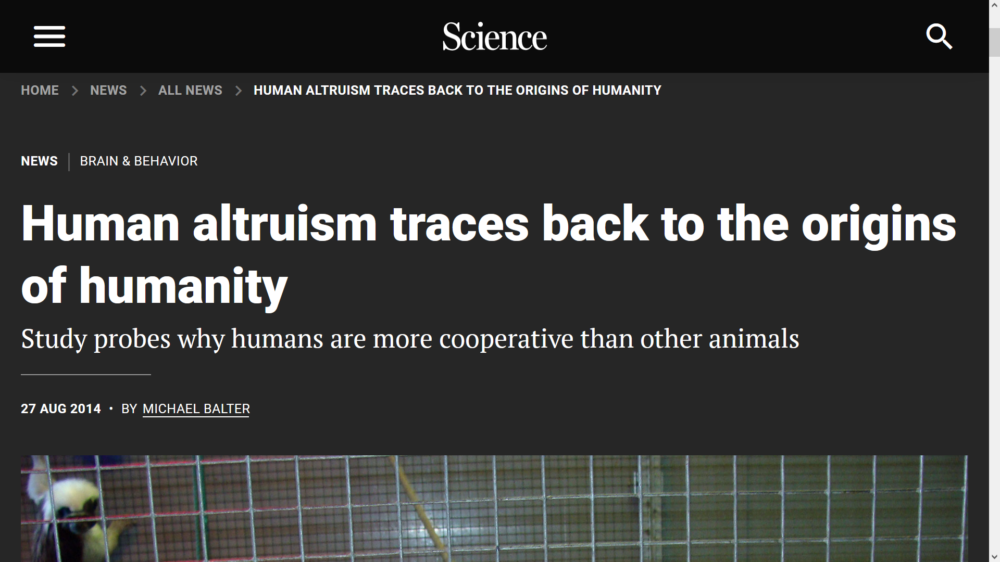 Science
HOME > NEWS > ALL NEWS > HUMAN ALTRUISM TRACES BACK TO THE ORIGINS OF HUMANITY
NEWS | BRAIN & BEHAVIOR
Human altruism traces back to the origins
of humanity
Study probes why humans are more cooperative than other animals
27 AUG 2014 • BY MICHAEL BALTER